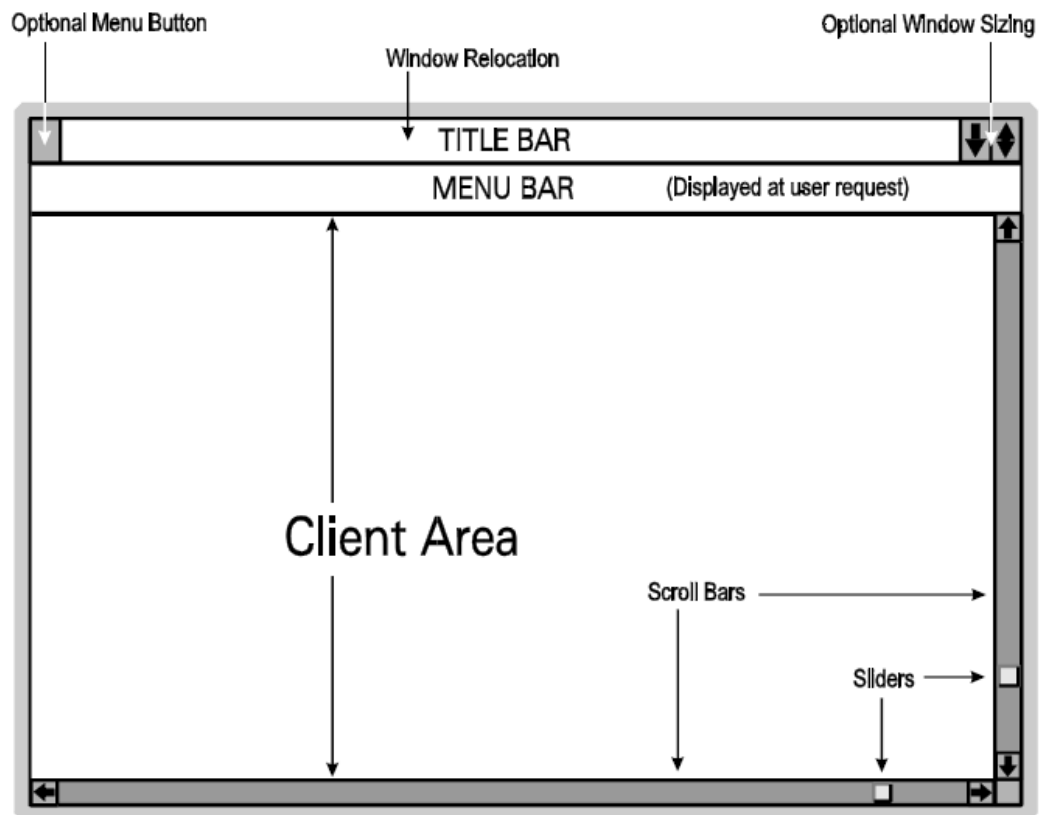 Optional Menu Button
Optional Window Sizing
Window Relocation
TITLE BAR
MENU BAR (Displayed at user request)
Client Area
Scroll Bars
Sliders